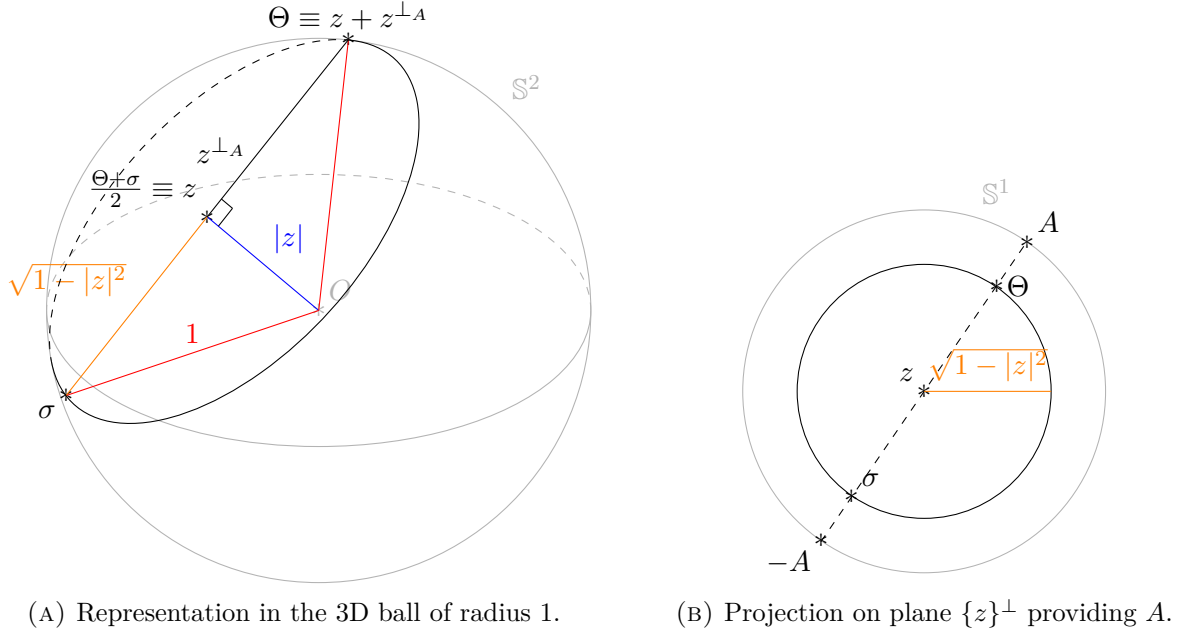 Θ ≡ z + z^{⊥_A}
𝕊²
z^{⊥_A}
\frac{Θ+σ}{2} ≡ z
|z|
√(1 − |z|²)
O
1
σ
(A) Representation in the 3D ball of radius 1.
𝕊¹
A
Θ
z
√(1 − |z|²)
σ
−A
(B) Projection on plane {z}^⊥ providing A.